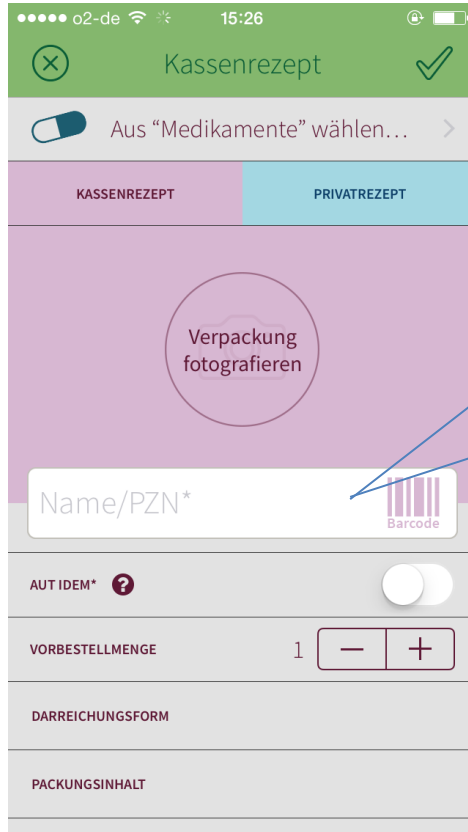 o2-de 15:26
Kassenrezept
Aus “Medikamente” wählen...
KASSENREZEPT PRIVATREZEPT
Verpackung
fotografieren
Name/PZN*
Barcode
AUT IDEM* ?
VORBESTELLMENGE 1 − +
DARREICHUNGSFORM
PACKUNGSINHALT